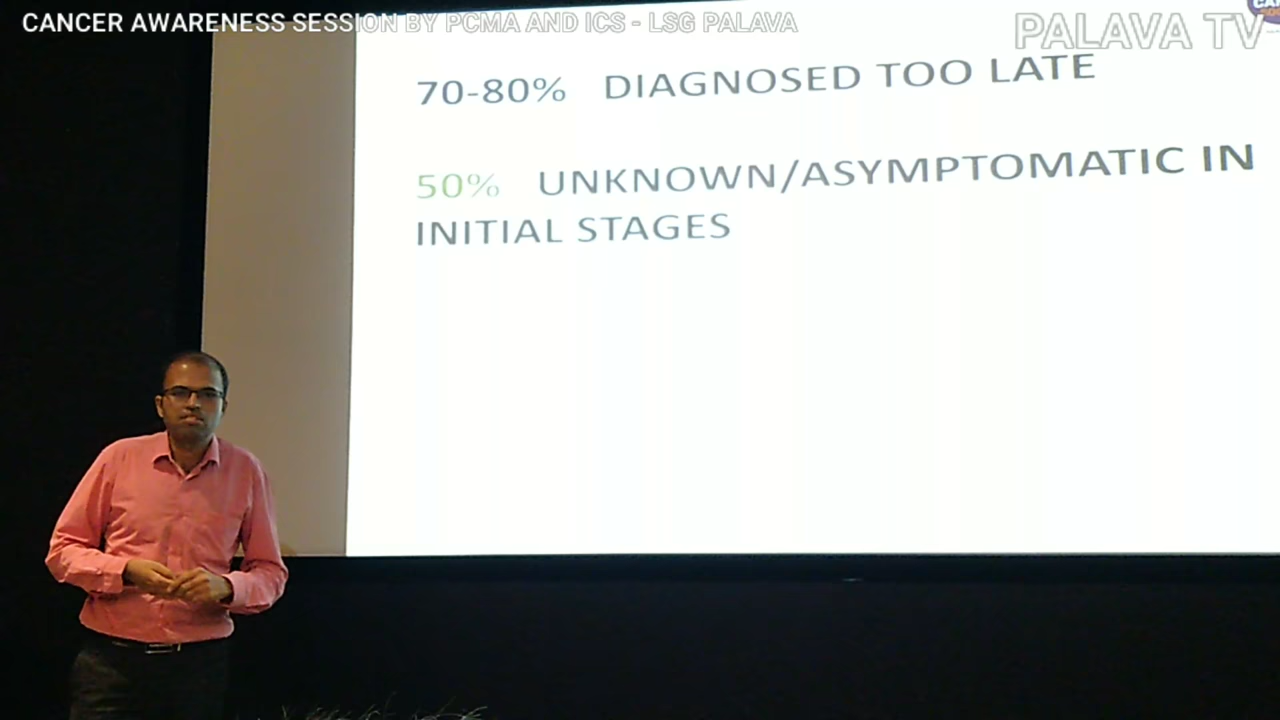 CANCER AWARENESS SESSION BY PCMA AND ICS - LSG PALAVA
PALAVA TV
70-80% DIAGNOSED TOO LATE
50% UNKNOWN/ASYMPTOMATIC IN
INITIAL STAGES